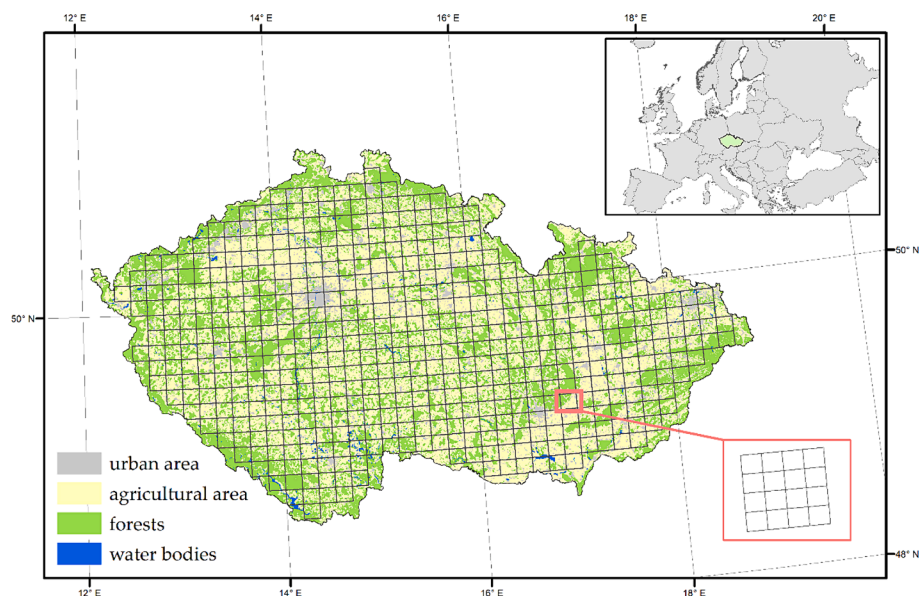 12° E
14° E
16° E
18° E
20° E
50° N
50° N
urban area
agricultural area
forests
water bodies
48° N
12° E
14° E
16° E
18° E